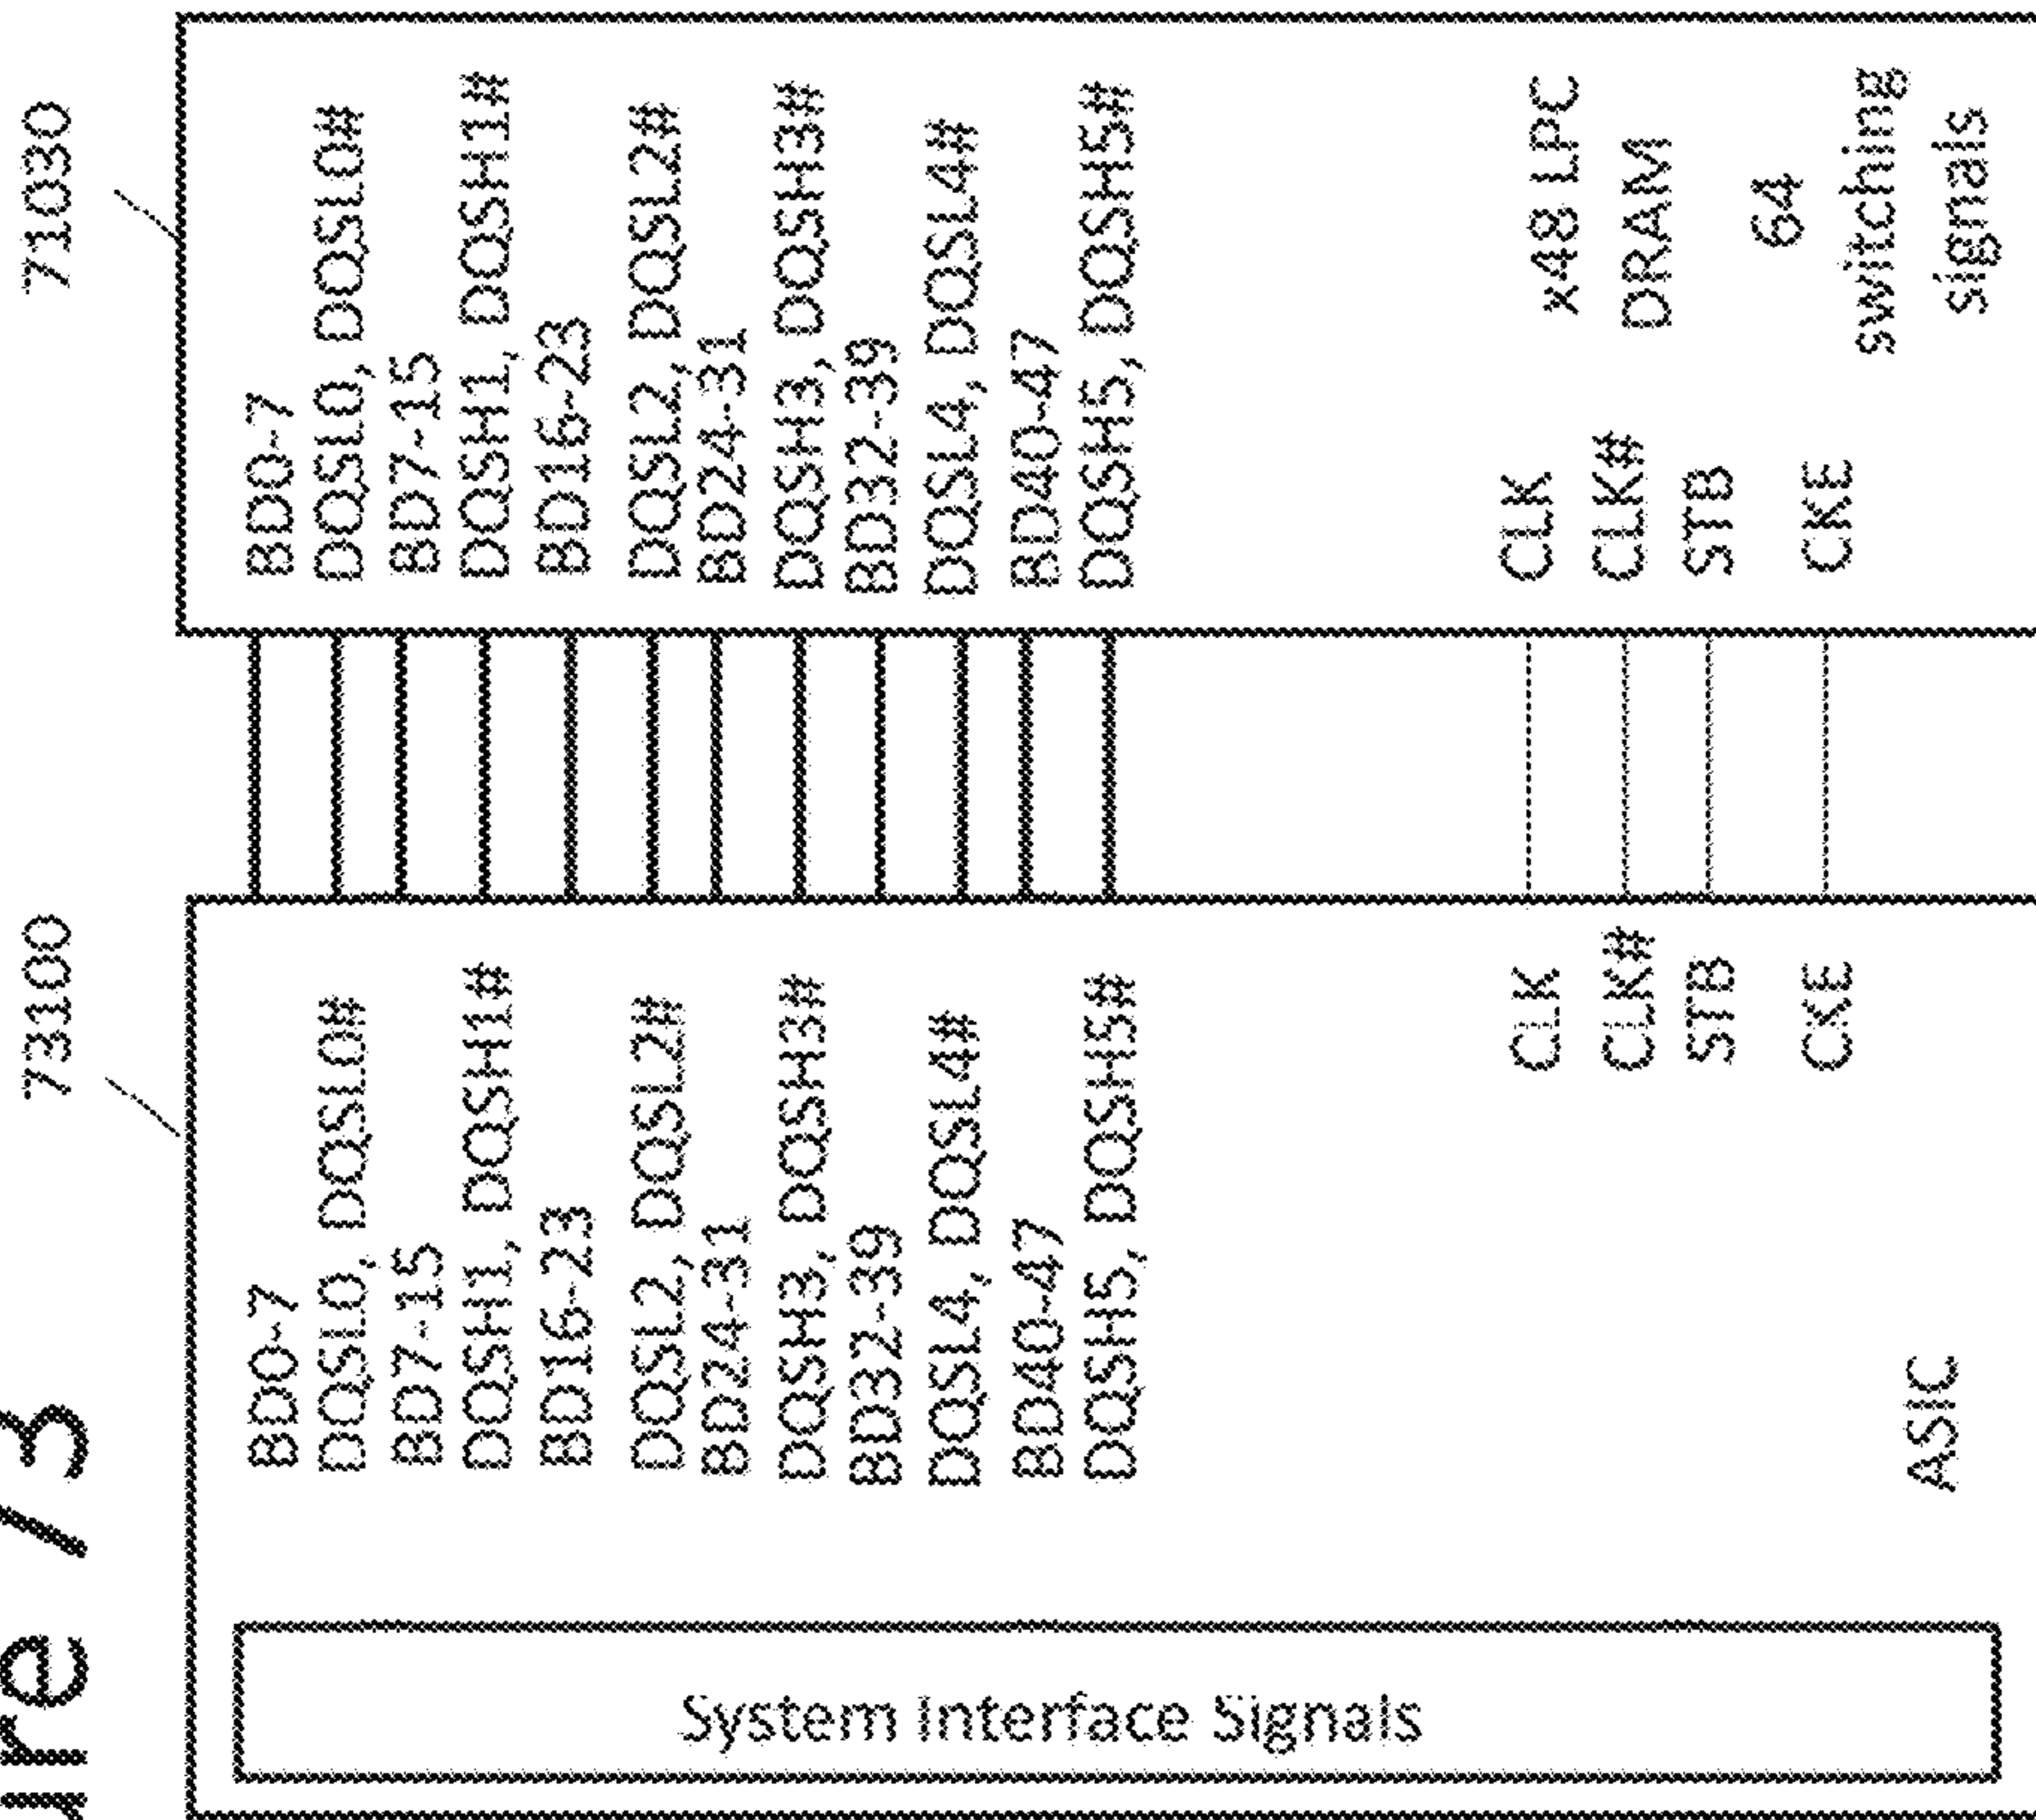 ure 73
73100
71030
System Interface Signals
BD0-7
DQSL0, DQSL0#
BD7-15
DQSH1, DQSH1#
BD16-23
DQSL2, DQSL2#
BD24-31
DQSH3, DQSH3#
BD32-39
DQSL4, DQSL4#
BD40-47
DQSH5, DQSH5#
CLK
CLK#
STB
CKE
ASIC
BD0-7
DQSL0, DQSL0#
BD7-15
DQSH1, DQSH1#
BD16-23
DQSL2, DQSL2#
BD24-31
DQSH3, DQSH3#
BD32-39
DQSL4, DQSL4#
BD40-47
DQSH5, DQSH5#
CLK
CLK#
STB
CKE
x48 LPC
DRAM
64
switching
signals